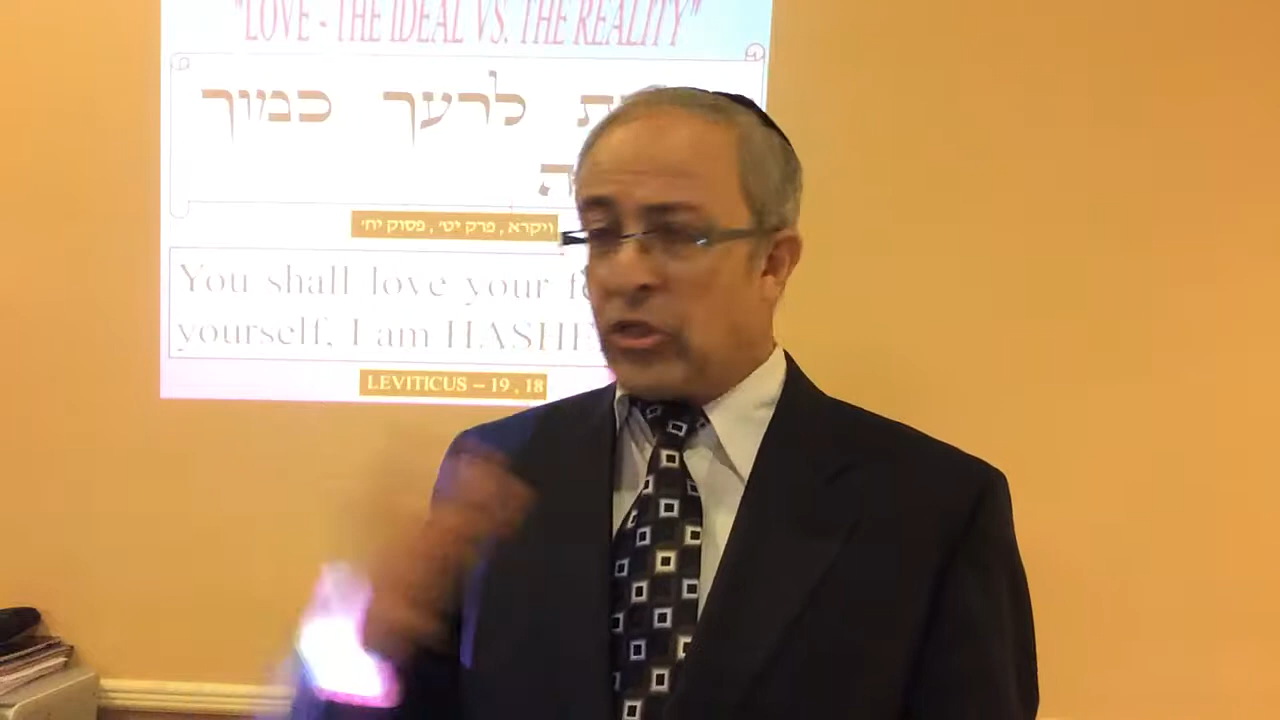 "LOVE - THE IDEAL VS. THE REALITY"
לרעך כמוך
ויקרא, פרק יט', פסוק יח'
You shall love your
yourself, I am
LEVITICUS – 19, 18